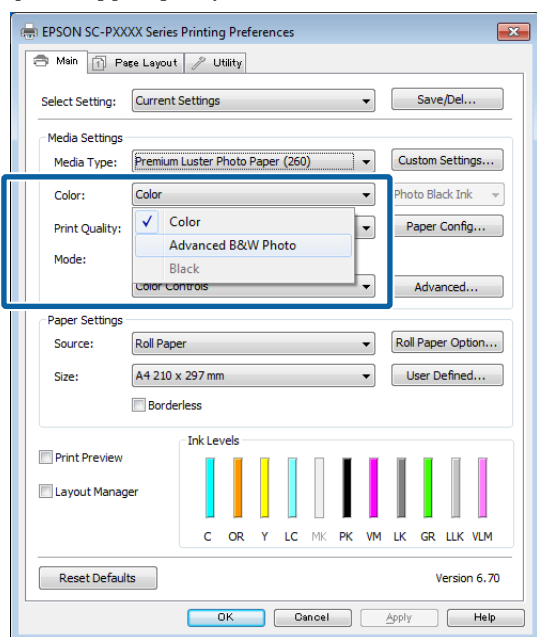 EPSON SC-PXXXX Series Printing Preferences
Main Page Layout Utility
Select Setting: Current Settings Save/Del...
Media Settings
Media Type: Premium Luster Photo Paper (260) Custom Settings...
Color: Color Photo Black Ink
Print Quality: Color Paper Config...
Advanced B&W Photo
Mode: Black
Color Controls Advanced...
Paper Settings
Source: Roll Paper Roll Paper Option...
Size: A4 210 x 297 mm User Defined...
Borderless
Ink Levels
Print Preview
Layout Manager
C OR Y LC MK PK VM LK GR LLK VLM
Reset Defaults Version 6.70
OK Cancel Apply Help